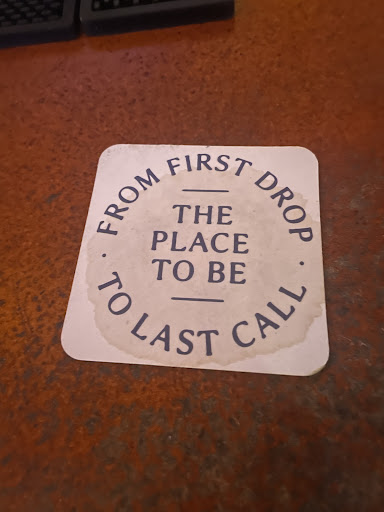 FROM FIRST DROP
THE
PLACE
TO BE
· TO LAST CALL ·